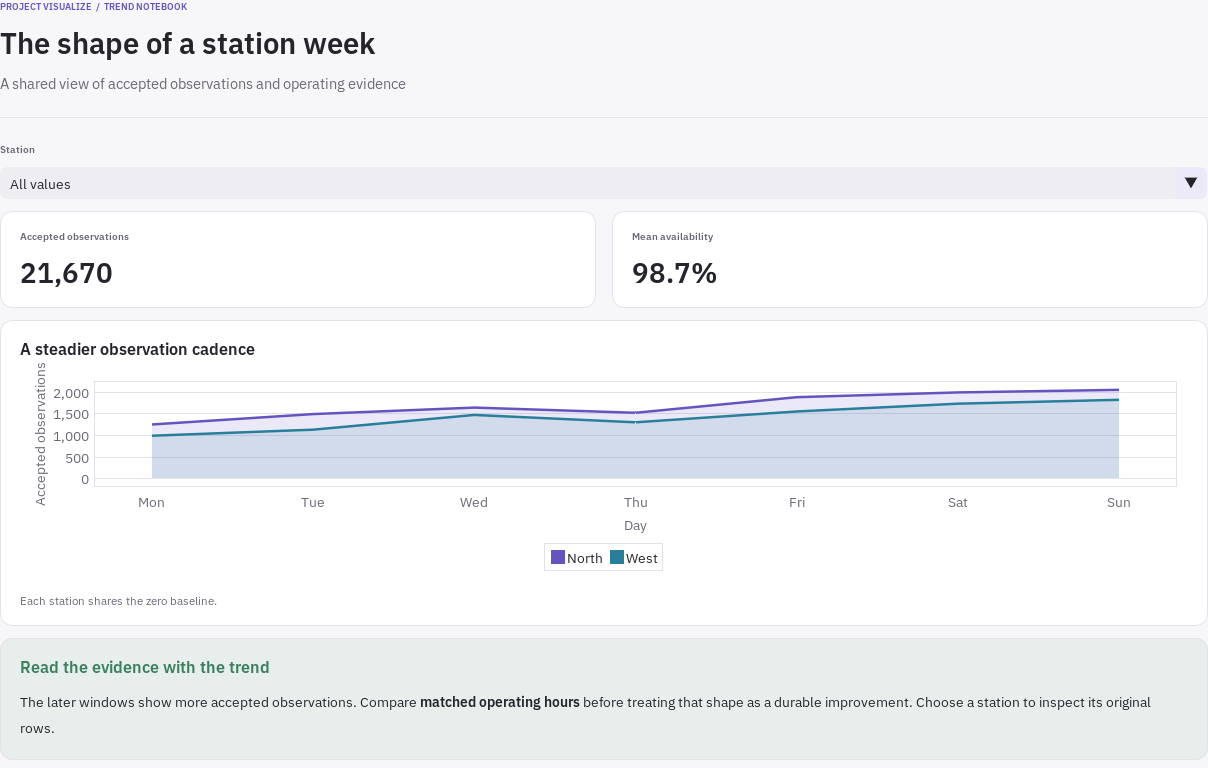 PROJECT VISUALIZE / TREND NOTEBOOK
The shape of a station week
A shared view of accepted observations and operating evidence
Station
All values
Accepted observations
21,670
Mean availability
98.7%
A steadier observation cadence
Accepted observations
2,000
1,500
1,000
500
0
Mon Tue Wed Thu Fri Sat Sun
Day
North West
Each station shares the zero baseline.
Read the evidence with the trend
The later windows show more accepted observations. Compare matched operating hours before treating that shape as a durable improvement. Choose a station to inspect its original
rows.